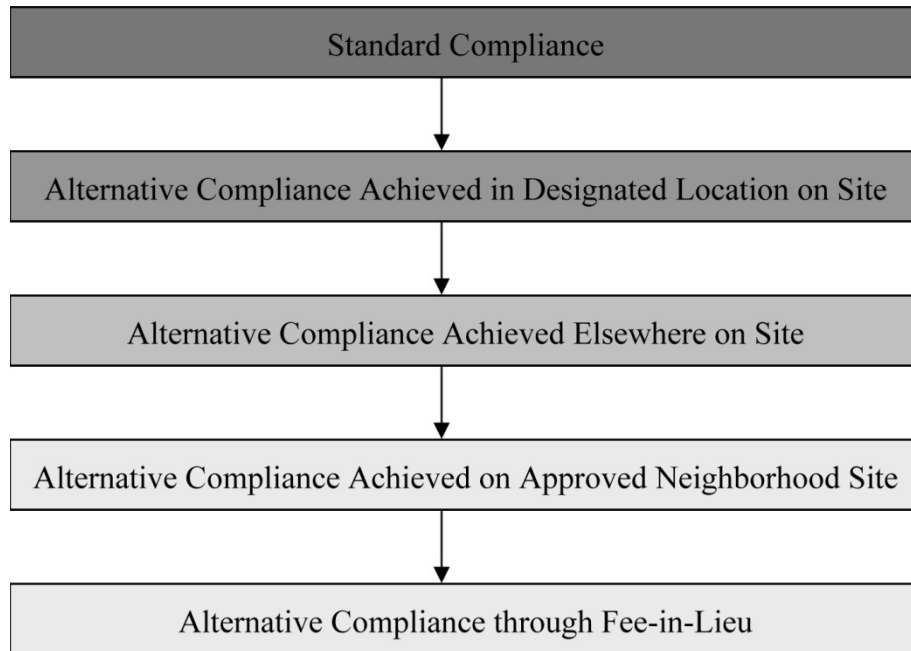 Standard Compliance
Alternative Compliance Achieved in Designated Location on Site
Alternative Compliance Achieved Elsewhere on Site
Alternative Compliance Achieved on Approved Neighborhood Site
Alternative Compliance through Fee-in-Lieu